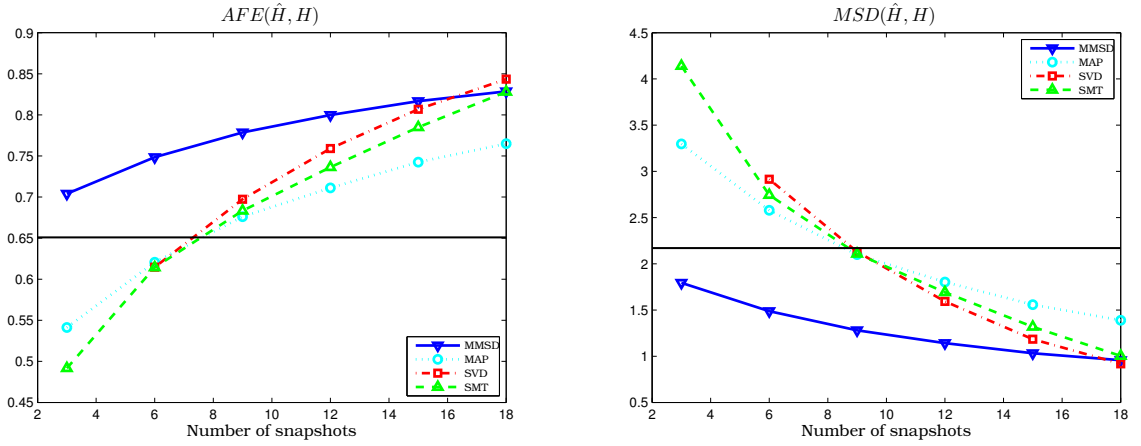 AFE(Ĥ, H)
0.9
0.85
0.8
0.75
0.7
0.65
0.6
0.55
0.5
0.45
2 4 6 8 10 12 14 16 18
Number of snapshots
MMSD
MAP
SVD
SMT
MSD(Ĥ, H)
4.5
4
3.5
3
2.5
2
1.5
1
0.5
2 4 6 8 10 12 14 16 18
Number of snapshots
MMSD
MAP
SVD
SMT